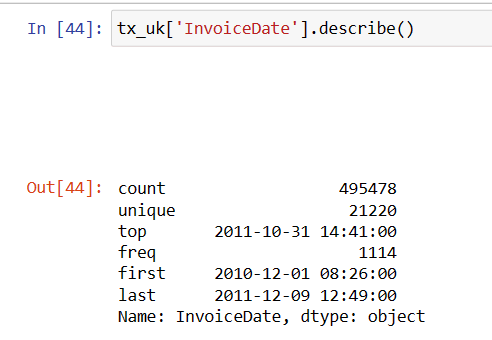 In [44]: tx_uk['InvoiceDate'].describe()
Out[44]: count 495478
unique 21220
top 2011-10-31 14:41:00
freq 1114
first 2010-12-01 08:26:00
last 2011-12-09 12:49:00
Name: InvoiceDate, dtype: object